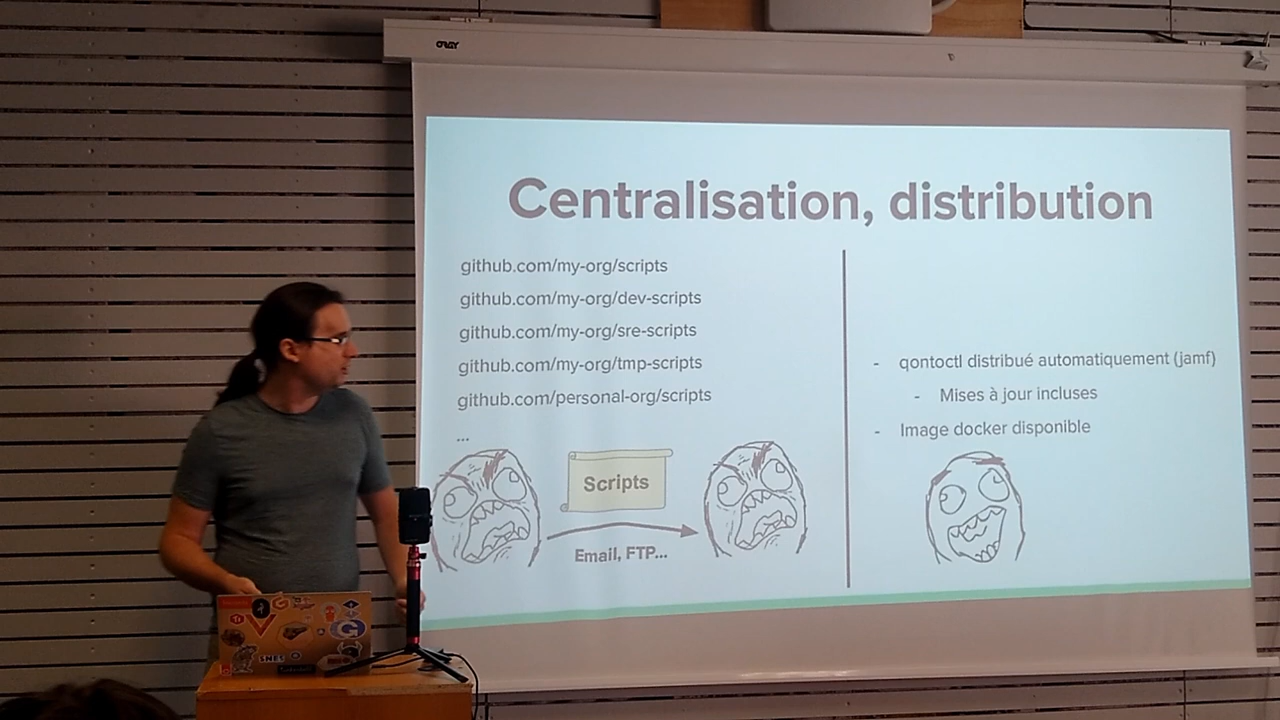 ORAY
Centralisation, distribution
github.com/my-org/scripts
github.com/my-org/dev-scripts
github.com/my-org/sre-scripts
github.com/my-org/tmp-scripts
github.com/personal-org/scripts
...
Scripts
Email, FTP...
- qontoctl distribué automatiquement (jamf)
- Mises à jour incluses
- Image docker disponible
SNES